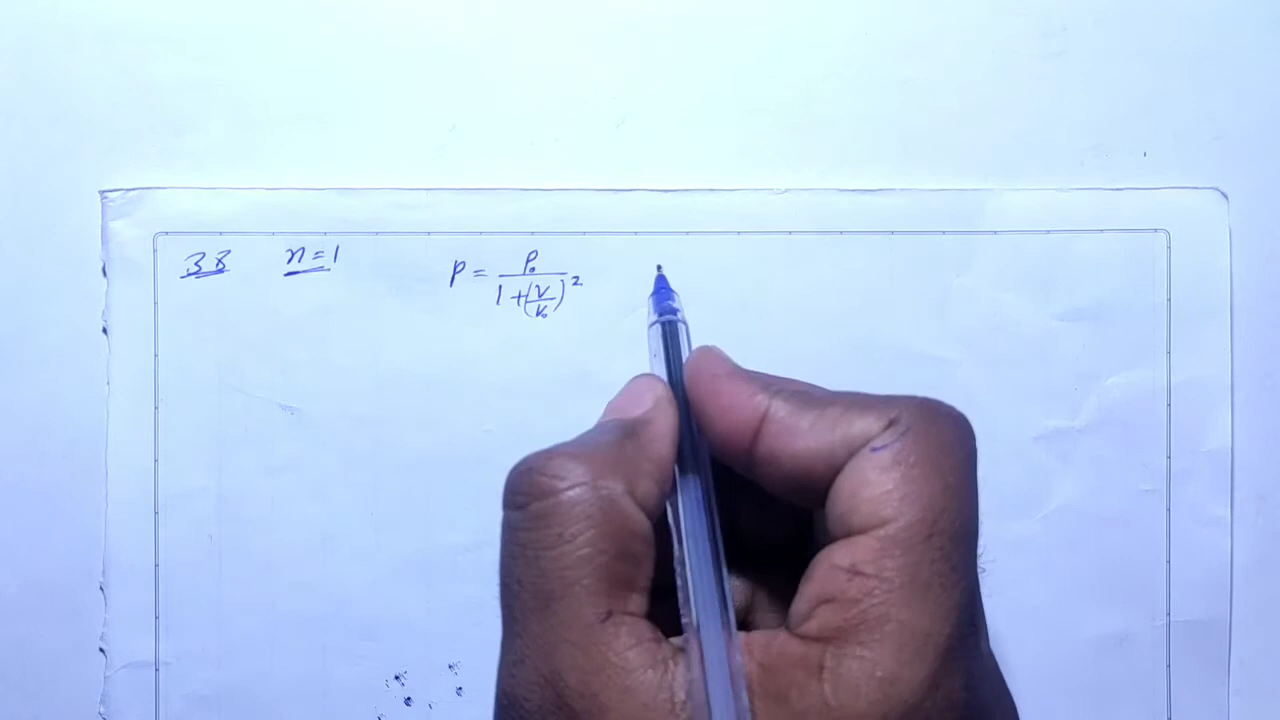 38 n=1 P = P₀ / (1+(V/V₀)²)